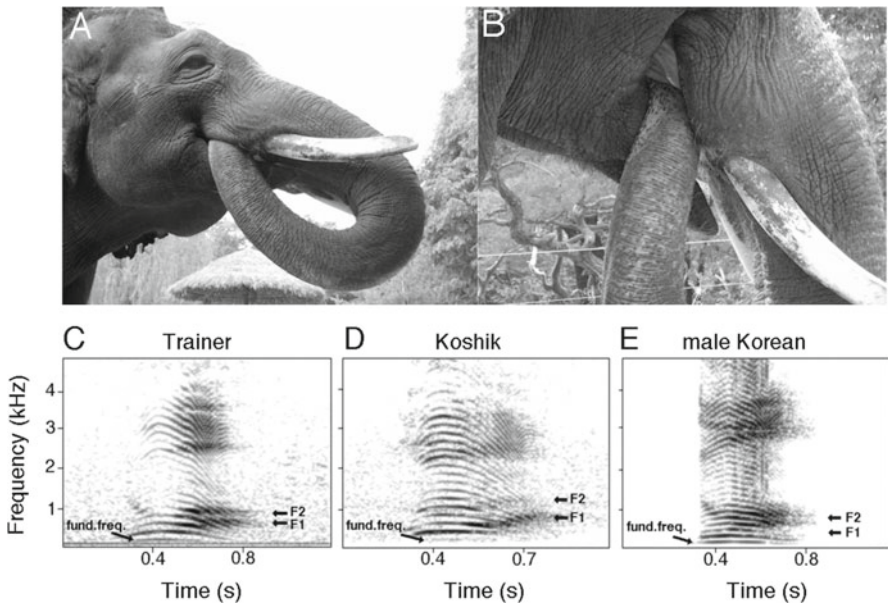 A
B
C Trainer
D Koshik
E male Korean
Frequency (kHz)
4
3
2
1
fund.freq.
F2
F1
0.4 0.8
Time (s)
fund.freq.
F2
F1
0.4 0.7
Time (s)
fund.freq.
F2
F1
0.4 0.8
Time (s)